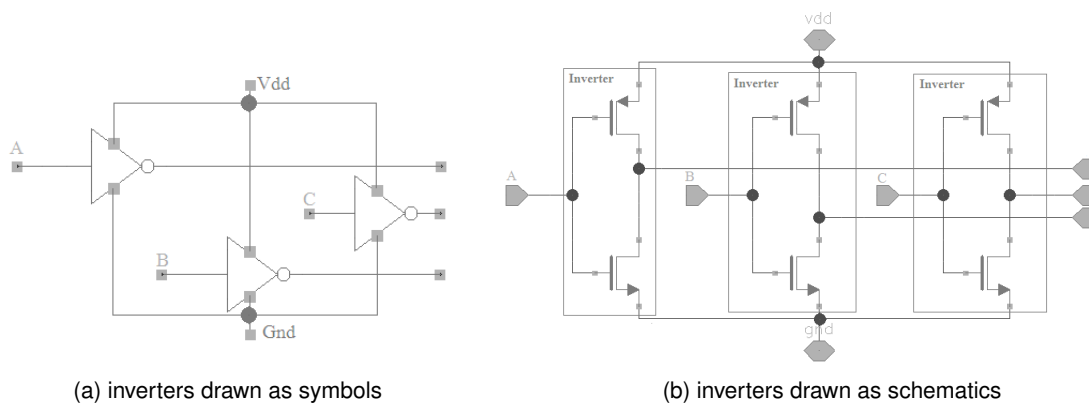 Vdd
A
C
B
Gnd
(a) inverters drawn as symbols
vdd
Inverter
Inverter
Inverter
A
B
C
gnd
(b) inverters drawn as schematics